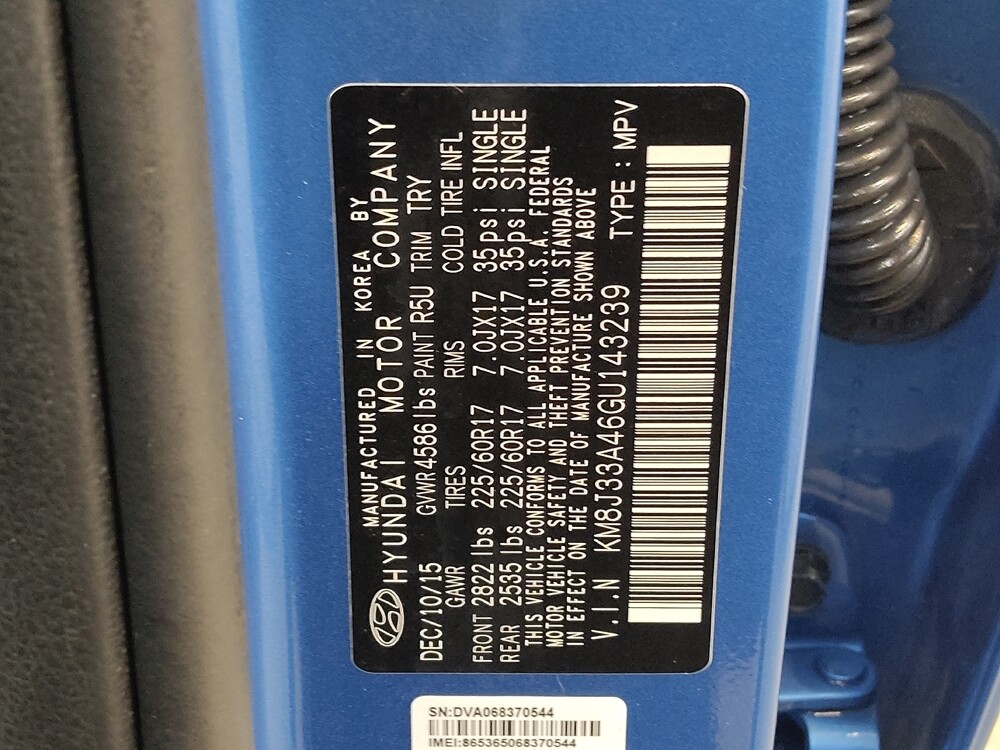 MANUFACTURED IN KOREA BY
HYUNDAI MOTOR COMPANY
DEC/10/15 GVWR 4586lbs PAINT R5U TRIM TRY
GAWR TIRES RIMS COLD TIRE INFL
FRONT 2822 lbs 225/60R17 7.0JX17 35psi SINGLE
REAR 2535 lbs 225/60R17 7.0JX17 35psi SINGLE
THIS VEHICLE CONFORMS TO ALL APPLICABLE U.S.A. FEDERAL
MOTOR VEHICLE SAFETY AND THEFT PREVENTION STANDARDS
IN EFFECT ON THE DATE OF MANUFACTURE SHOWN ABOVE
V.I.N KM8J33A46GU143239 TYPE : MPV
SN:DVA068370544
IMEI:865365068370544